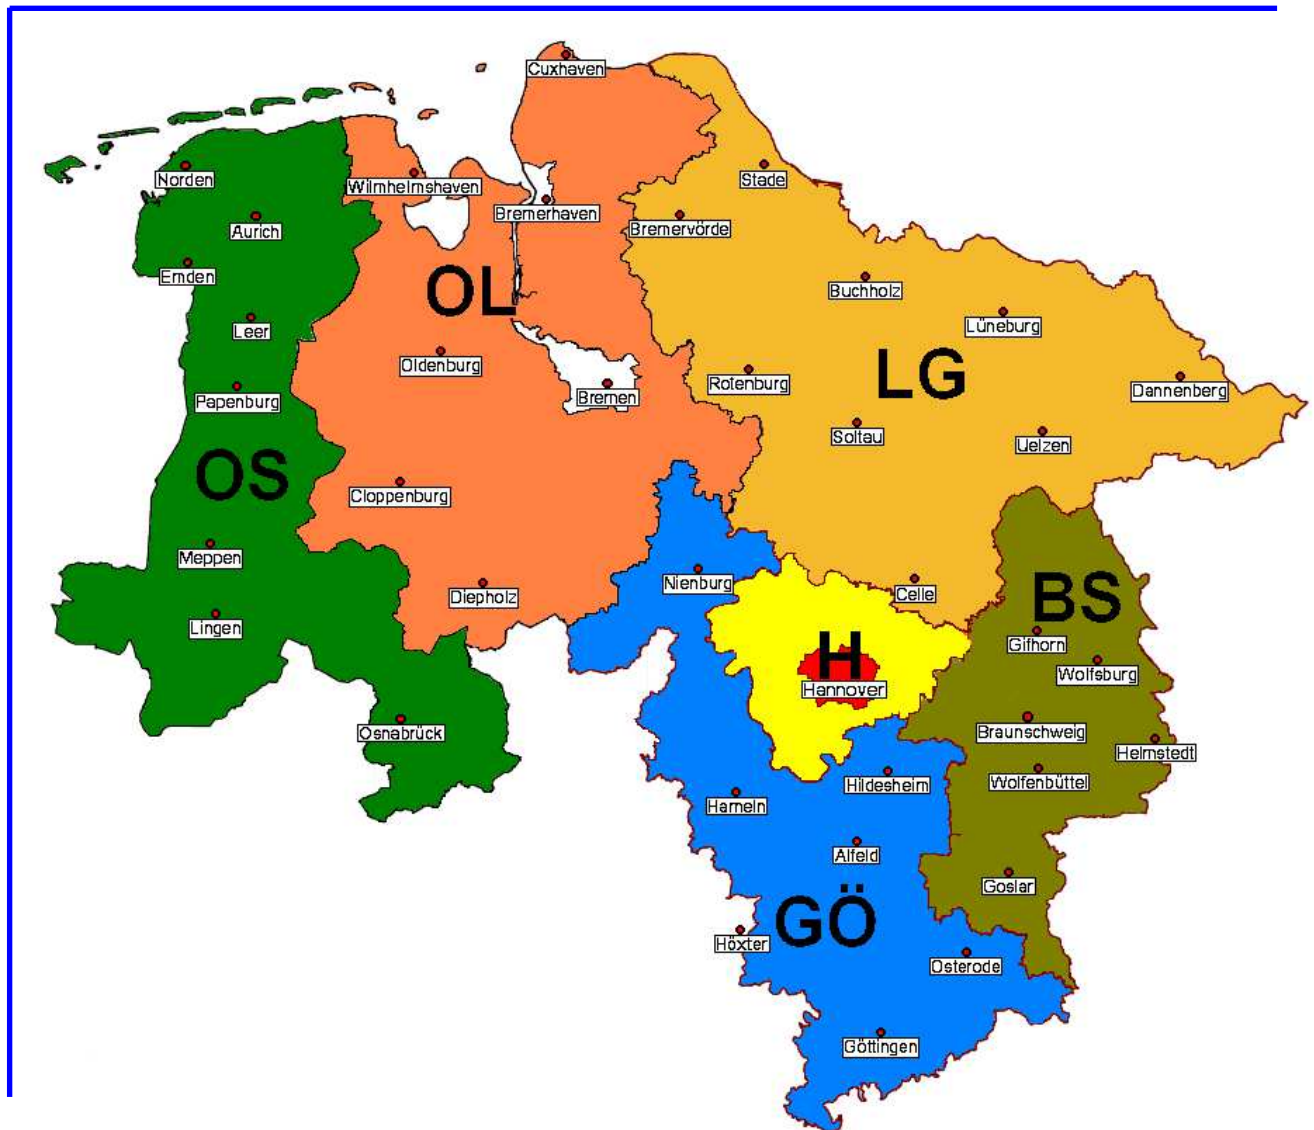 Cuxhaven
Norden
Wilmhelmshaven
Stade
Bremerhaven
Aurich
Bremervörde
Emden
OL
Buchholz
Leer
Lüneburg
Oldenburg
LG
Rotenburg
Dannenberg
Papenburg
Bremen
Soltau
Uelzen
OS
Cloppenburg
Meppen
Nienburg
Diepholz
Celle
BS
Lingen
Gifhorn
H
Wolfsburg
Hannover
Osnabrück
Braunschweig
Helmstedt
Hildesheim
Wolfenbüttel
Hameln
Alfeld
Goslar
GÖ
Höxter
Osterode
Göttingen